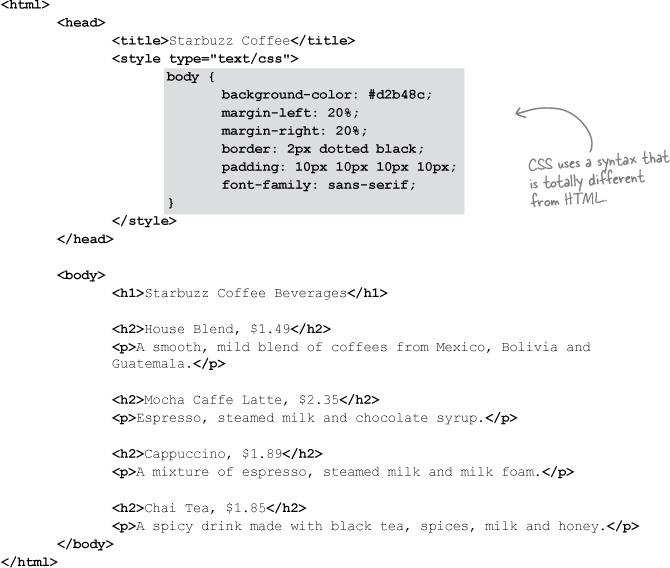 <html>
<head>
<title>Starbuzz Coffee</title>
<style type="text/css">
body {
background-color: #d2b48c;
margin-left: 20%;
margin-right: 20%;
border: 2px dotted black;
padding: 10px 10px 10px 10px;
font-family: sans-serif;
}
</style>
</head>
CSS uses a syntax that
is totally different
from HTML.
<body>
<h1>Starbuzz Coffee Beverages</h1>
<h2>House Blend, $1.49</h2>
<p>A smooth, mild blend of coffees from Mexico, Bolivia and
Guatemala.</p>
<h2>Mocha Caffe Latte, $2.35</h2>
<p>Espresso, steamed milk and chocolate syrup.</p>
<h2>Cappuccino, $1.89</h2>
<p>A mixture of espresso, steamed milk and milk foam.</p>
<h2>Chai Tea, $1.85</h2>
<p>A spicy drink made with black tea, spices, milk and honey.</p>
</body>
</html>